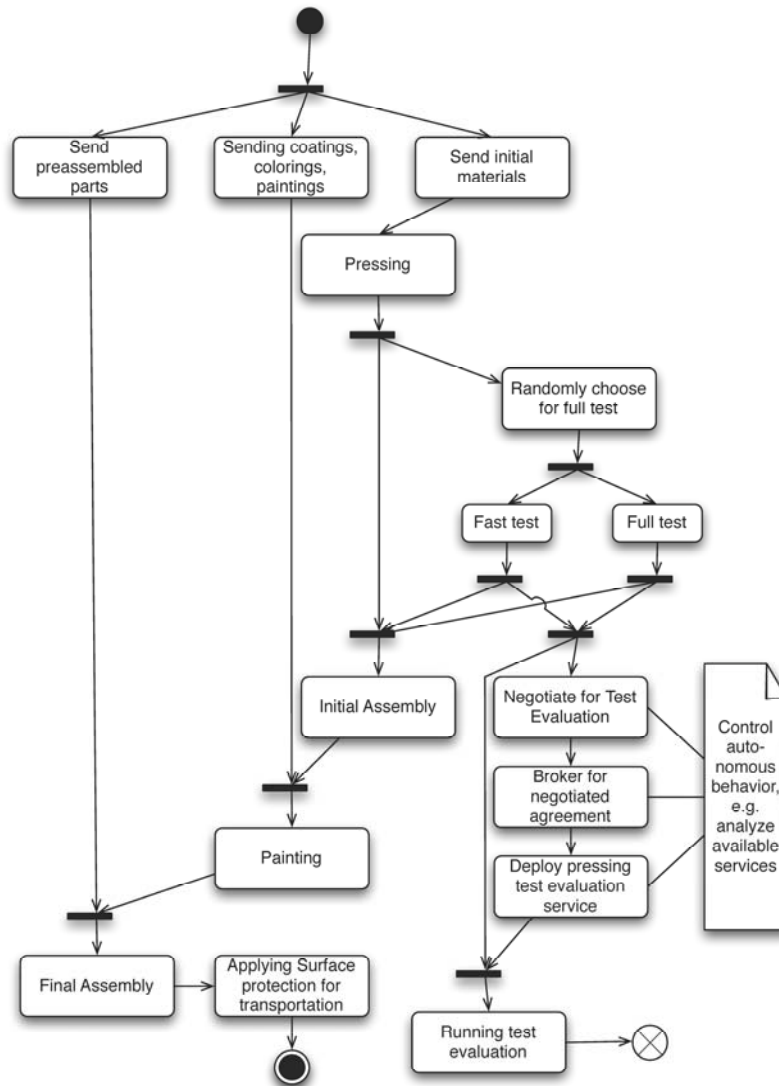 Send
preassembled
parts
Sending coatings,
colorings,
paintings
Send initial
materials
Pressing
Randomly choose
for full test
Fast test
Full test
Initial Assembly
Negotiate for Test
Evaluation
Broker for
negotiated
agreement
Deploy pressing
test evaluation
service
Control
auto-
nomous
behavior,
e.g.
analyze
available
services
Painting
Final Assembly
Applying Surface
protection for
transportation
Running test
evaluation